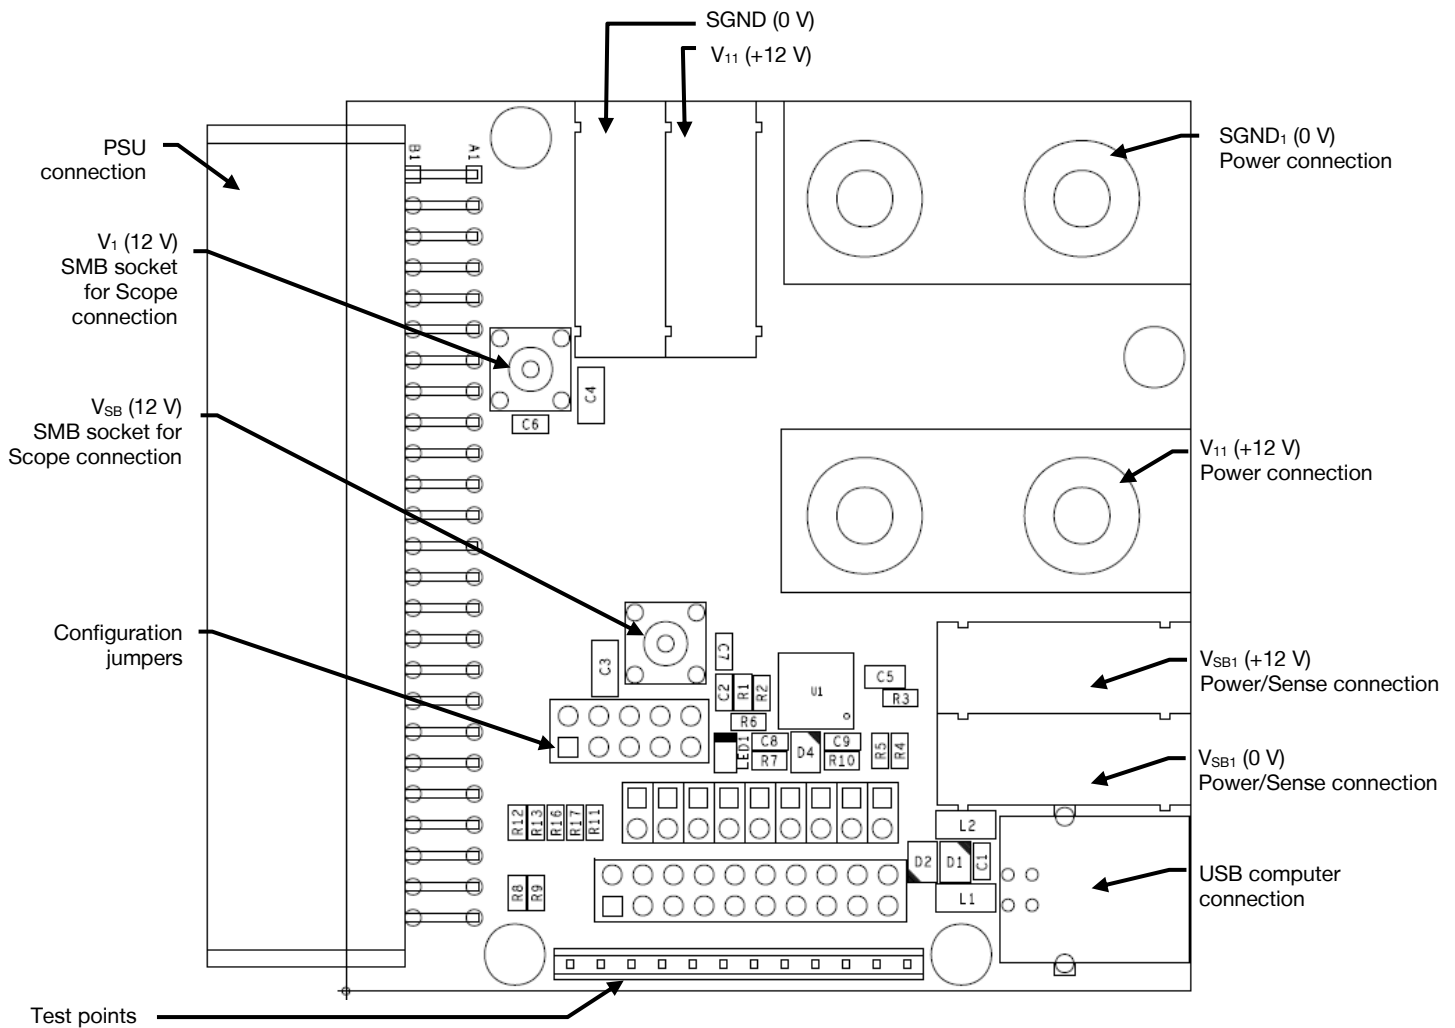 SGND (0 V)
V₁₁ (+12 V)
PSU
connection
B1
A1
SGND₁ (0 V)
Power connection
V₁ (12 V)
SMB socket
for Scope
connection
C4
C6
VSB (12 V)
SMB socket for
Scope connection
V₁₁ (+12 V)
Power connection
Configuration
jumpers
C3
C7
C2
R1
R2
U1
C5
R3
R6
VSB1 (+12 V)
Power/Sense connection
LED1
C8
R7
D4
C9
R10
R5
R4
VSB1 (0 V)
Power/Sense connection
R12
R13
R16
R17
R11
L2
D2
D1
C1
R8
R9
L1
USB computer
connection
Test points